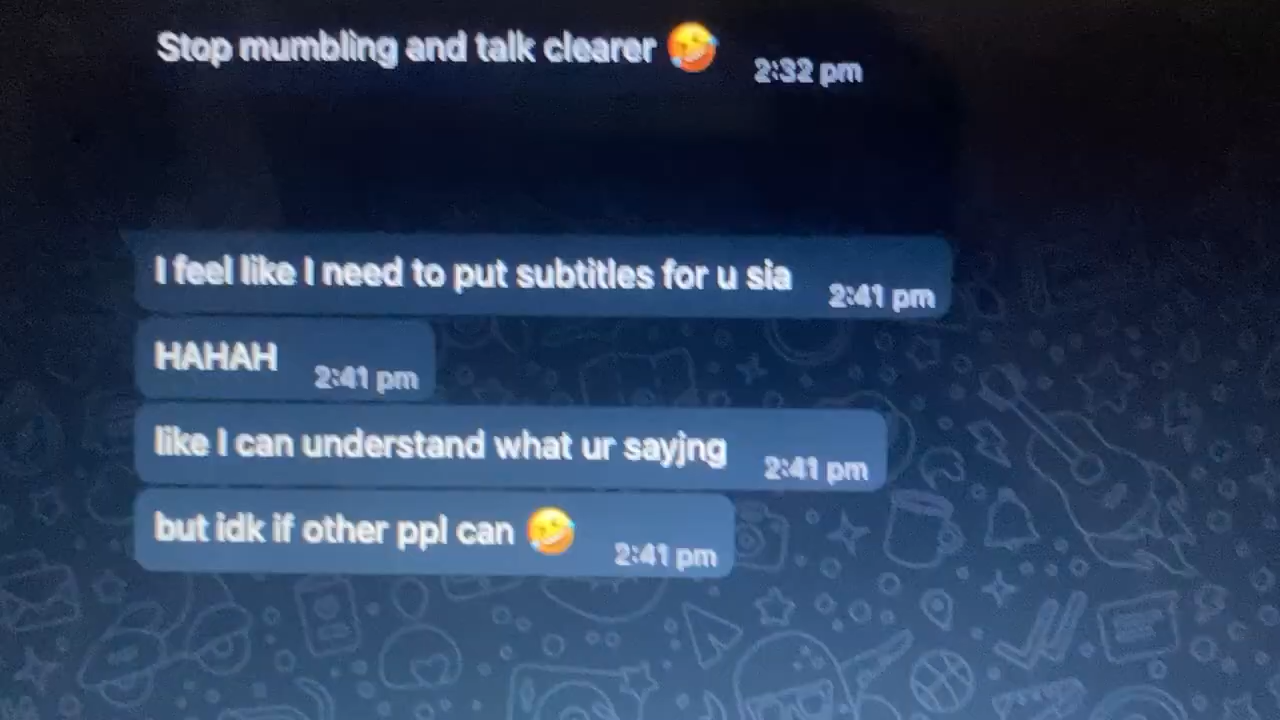 Stop mumbling and talk clearer 🤣 2:32 pm
I feel like I need to put subtitles for u sia 2:41 pm
HAHAH 2:41 pm
like I can understand what ur sayjng 2:41 pm
but idk if other ppl can 🤣 2:41 pm